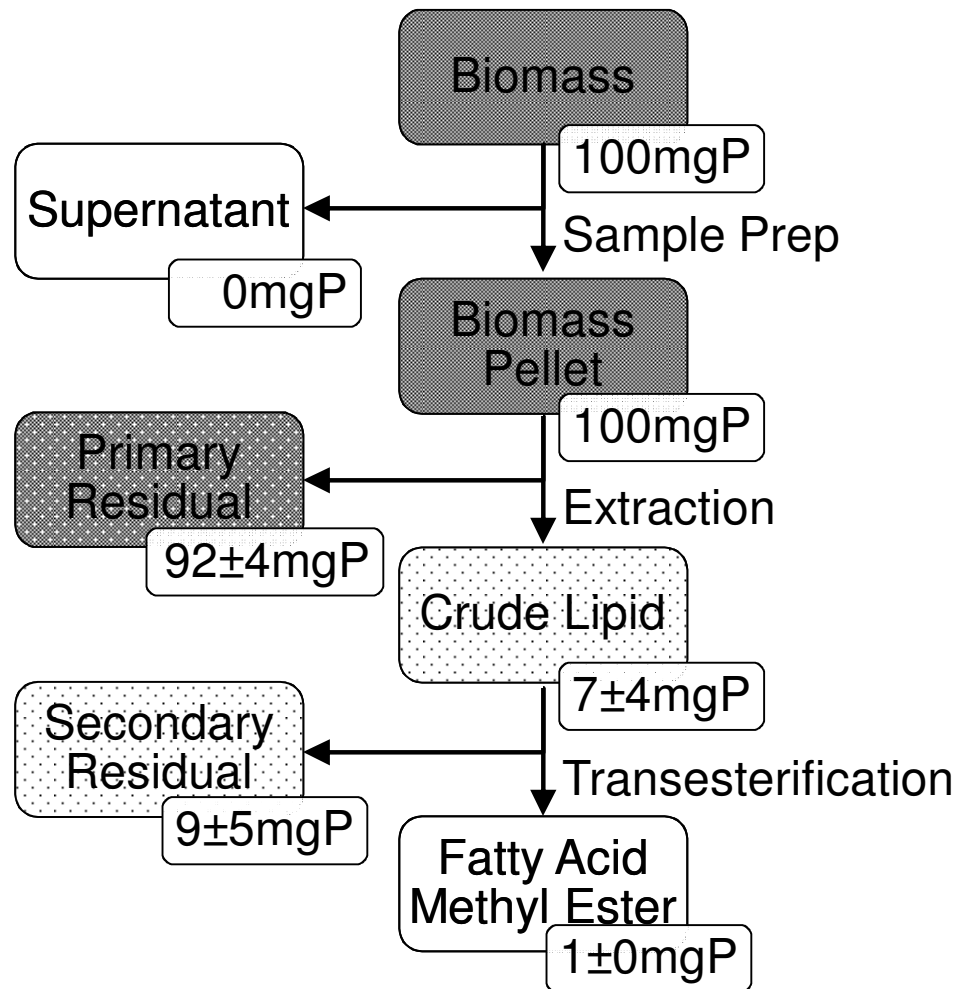 Biomass
100mgP
Supernatant
0mgP
Sample Prep
Biomass
Pellet
100mgP
Primary
Residual
92±4mgP
Extraction
Crude Lipid
7±4mgP
Secondary
Residual
9±5mgP
Transesterification
Fatty Acid
Methyl Ester
1±0mgP